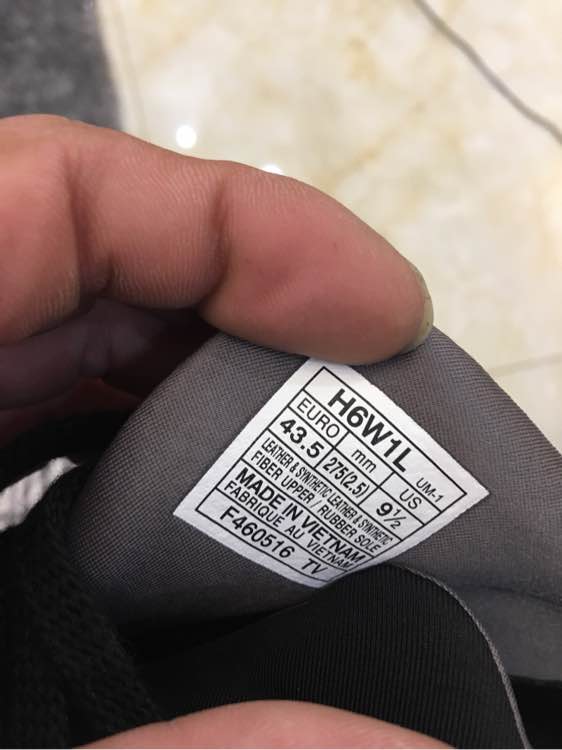 H6W1L UM-1
EURO mm US
43.5 275(2.5) 9½
LEATHER & SYNTHETIC LEATHER & SYNTHETIC
FIBER UPPER / RUBBER SOLE
MADE IN VIETNAM
FABRIQUE AU VIETNAM
F460516 TV